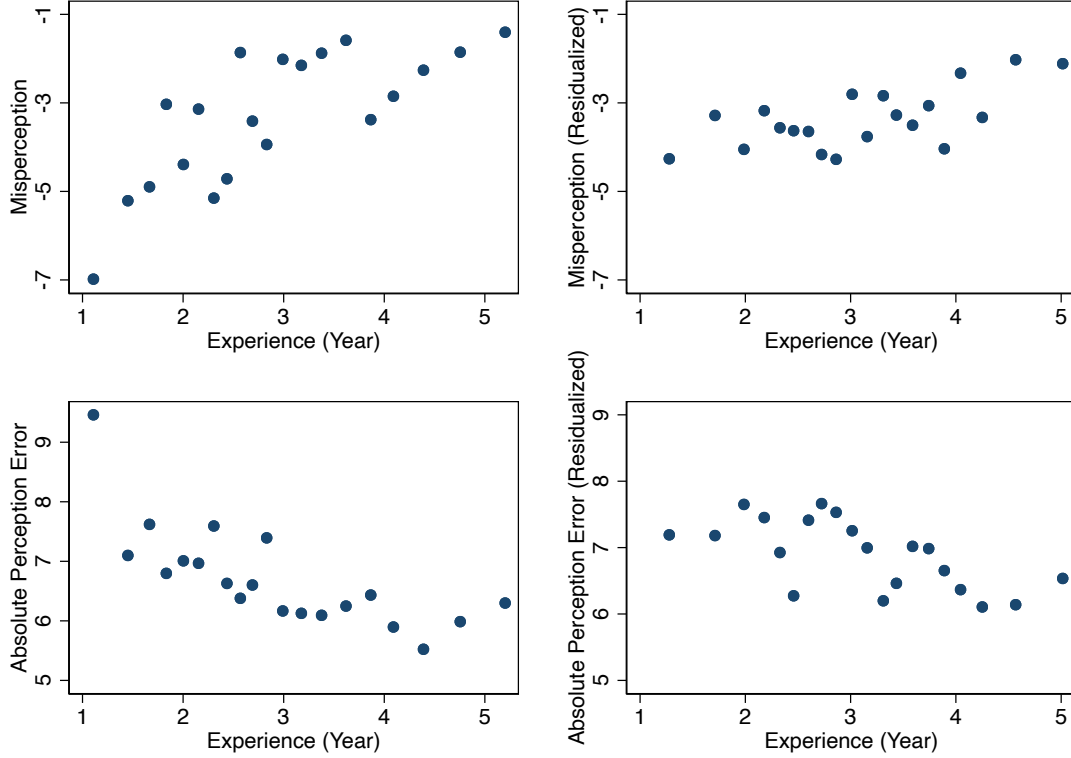 Misperception
-1
-3
-5
-7
1 2 3 4 5
Experience (Year)
Misperception (Residualized)
-1
-3
-5
-7
1 2 3 4 5
Experience (Year)
Absolute Perception Error
9
8
7
6
5
1 2 3 4 5
Experience (Year)
Absolute Perception Error (Residualized)
9
8
7
6
5
1 2 3 4 5
Experience (Year)